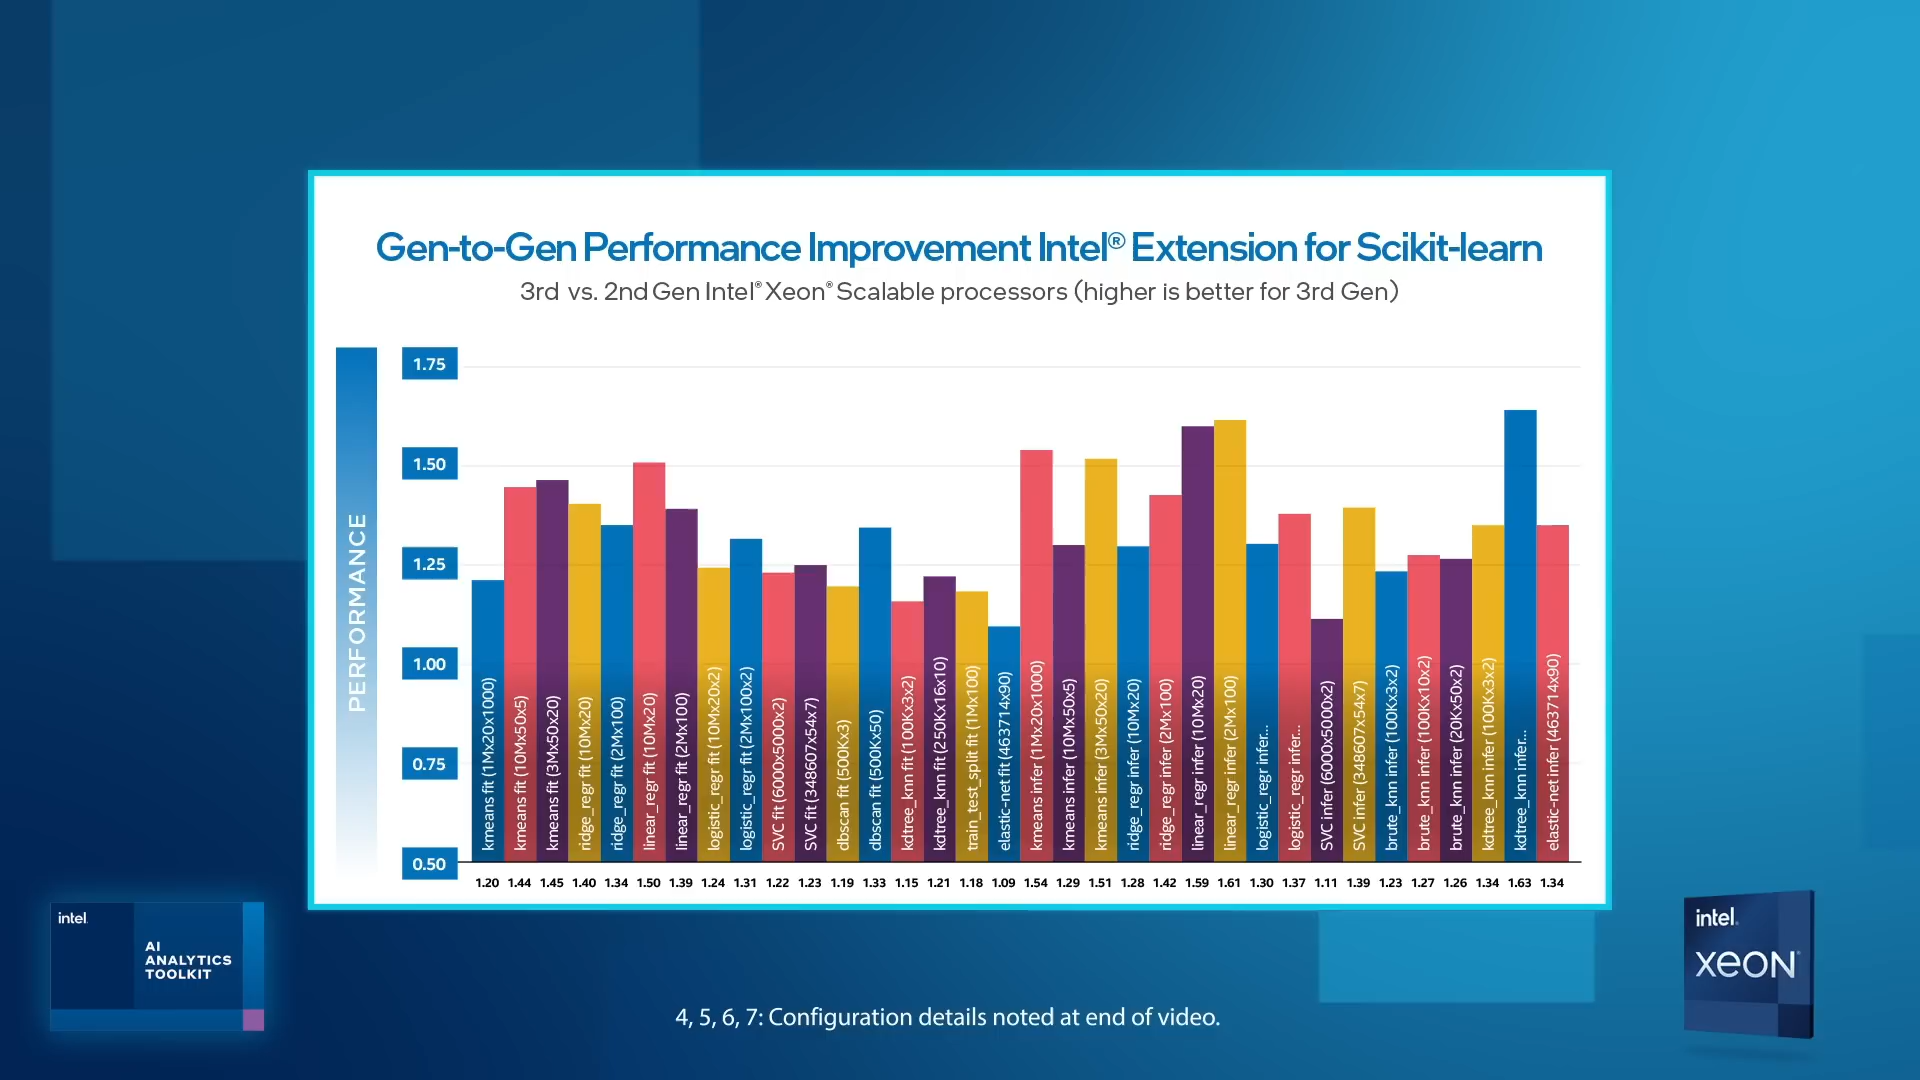 Gen-to-Gen Performance Improvement Intel® Extension for Scikit-learn
3rd vs. 2nd Gen Intel® Xeon® Scalable processors (higher is better for 3rd Gen)
PERFORMANCE
1.75
1.50
1.25
1.00
0.75
0.50
kmeans fit (1Mx20x1000)
kmeans fit (10Mx50x5)
kmeans fit (3Mx50x20)
ridge_regr fit (10Mx20)
ridge_regr fit (2Mx100)
linear_regr fit (10Mx20)
linear_regr fit (2Mx100)
logistic_regr fit (10Mx20x2)
logistic_regr fit (2Mx100x2)
SVC fit (6000x5000x2)
SVC fit (348607x54x7)
dbscan fit (500Kx3)
dbscan fit (500Kx50)
kdtree_knn fit (100Kx3x2)
kdtree_knn fit (250Kx16x10)
train_test_split fit (1Mx100)
elastic-net fit (463714x90)
kmeans infer (1Mx20x1000)
kmeans infer (10Mx50x5)
kmeans infer (3Mx50x20)
ridge_regr infer (10Mx20)
ridge_regr infer (2Mx100)
linear_regr infer (10Mx20)
linear_regr infer (2Mx100)
logistic_regr infer...
logistic_regr infer...
SVC infer (6000x5000x2)
SVC infer (348607x54x7)
brute_knn infer (100Kx3x2)
brute_knn infer (100Kx10x2)
brute_knn infer (20Kx50x2)
kdtree_knn infer (100Kx3x2)
kdtree_knn infer...
elastic-net infer (463714x90)
1.20 1.44 1.45 1.40 1.34 1.50 1.39 1.24 1.31 1.22 1.23 1.19 1.33 1.15 1.21 1.18 1.09 1.54 1.29 1.51 1.28 1.42 1.59 1.61 1.30 1.37 1.11 1.39 1.23 1.27 1.26 1.34 1.63 1.34
intel.
AI
ANALYTICS
TOOLKIT
intel.
xeon
4, 5, 6, 7: Configuration details noted at end of video.